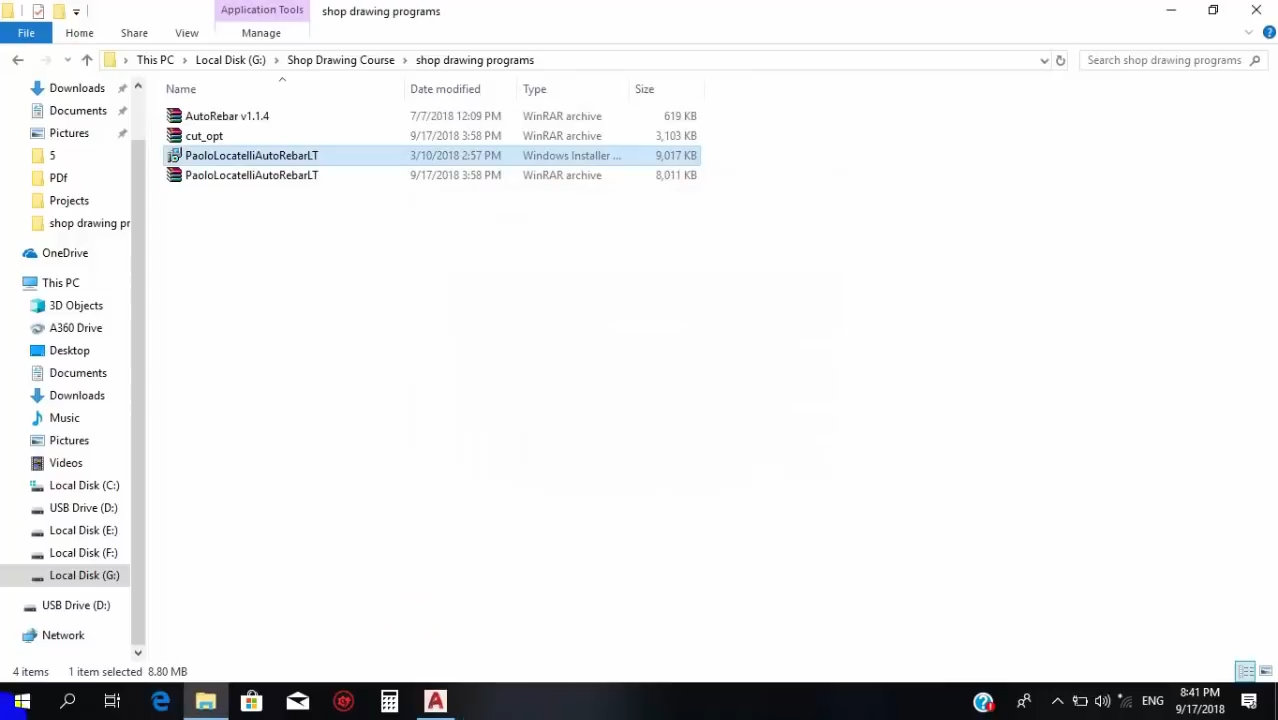 Application Tools
shop drawing programs
File
Home
Share
View
Manage
This PC
Local Disk (G:)
Shop Drawing Course
shop drawing programs
Search shop drawing programs
Name
Date modified
Type
Size
AutoRebar v1.1.4
7/7/2018 12:09 PM
WinRAR archive
619 KB
cut_opt
9/17/2018 3:58 PM
WinRAR archive
3,103 KB
PaoloLocatelliAutoRebarLT
3/10/2018 2:57 PM
Windows Installer ...
9,017 KB
PaoloLocatelliAutoRebarLT
9/17/2018 3:58 PM
WinRAR archive
8,011 KB
Downloads
Documents
Pictures
5
PDf
Projects
shop drawing pr
OneDrive
This PC
3D Objects
A360 Drive
Desktop
Documents
Downloads
Music
Pictures
Videos
Local Disk (C:)
USB Drive (D:)
Local Disk (E:)
Local Disk (F:)
Local Disk (G:)
USB Drive (D:)
Network
4 items
1 item selected 8.80 MB
ENG
8:41 PM
9/17/2018